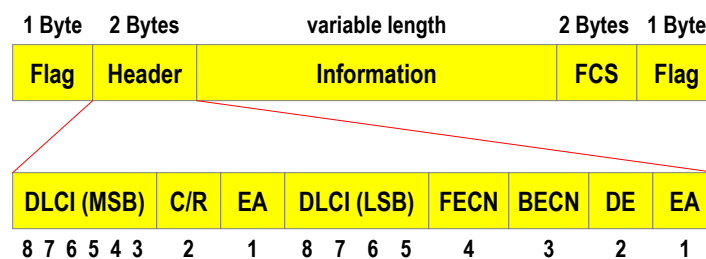 1 Byte 2 Bytes variable length 2 Bytes 1 Byte
Flag Header Information FCS Flag
DLCI (MSB) C/R EA DLCI (LSB) FECN BECN DE EA
8 7 6 5 4 3 2 1 8 7 6 5 4 3 2 1